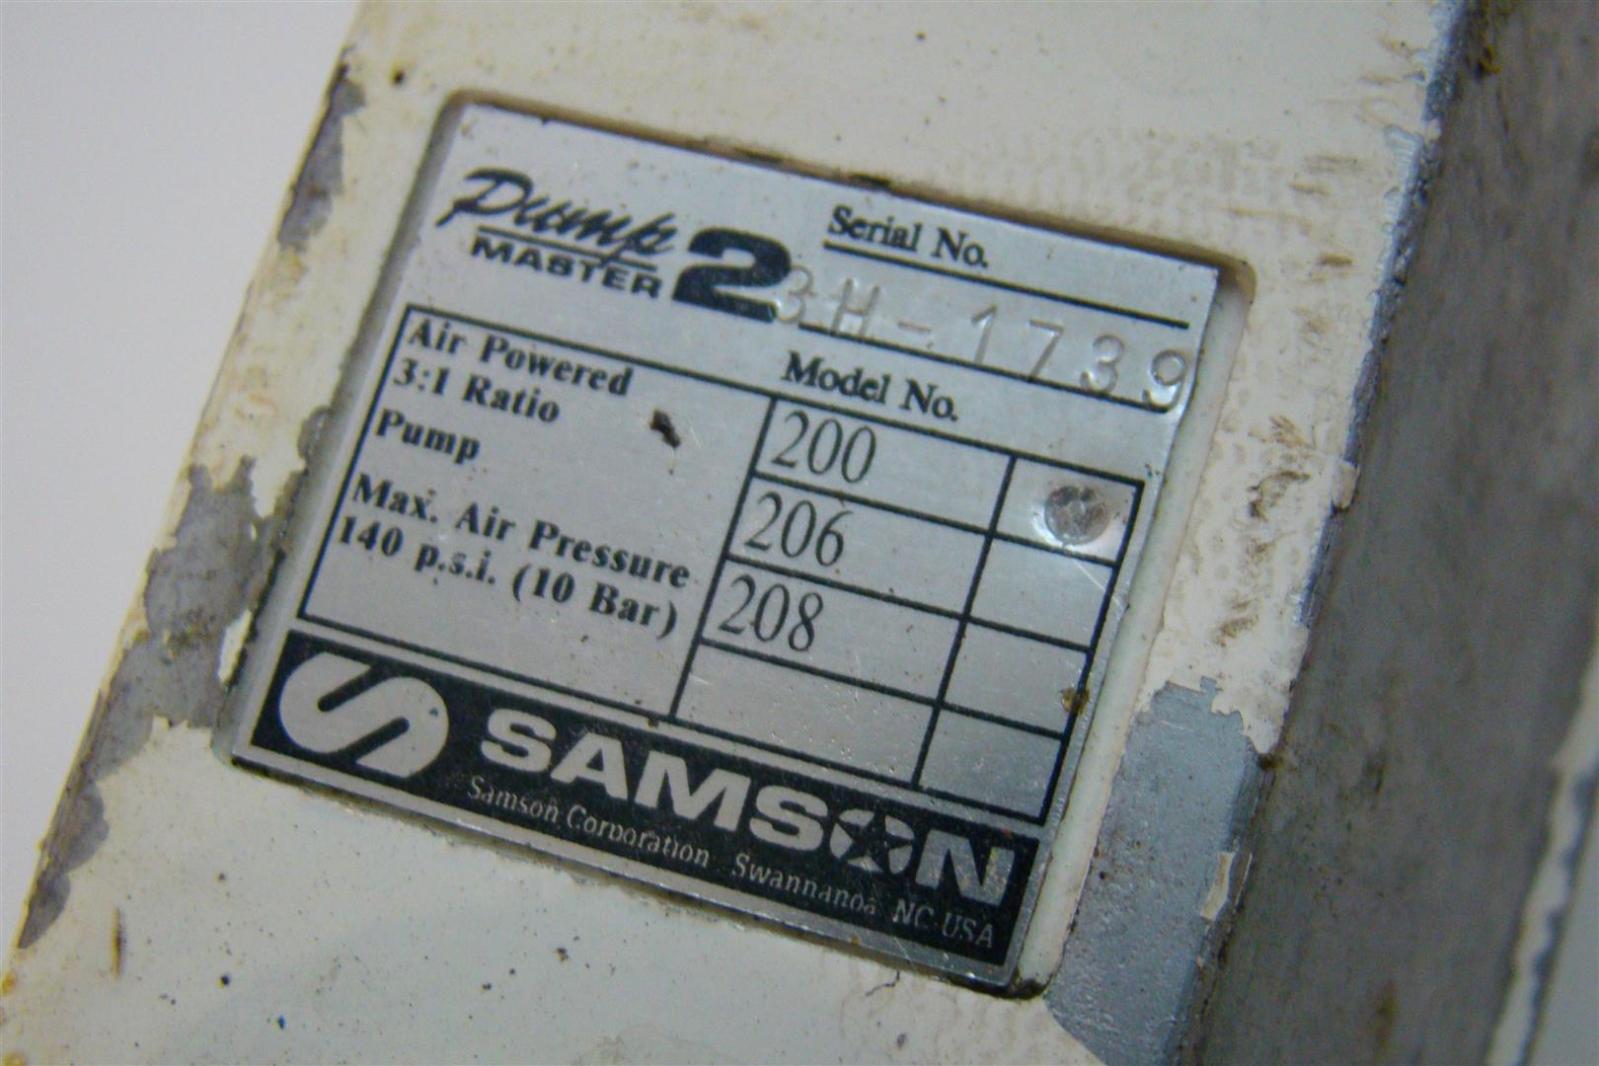 Pump
MASTER 2
Serial No.
3H-1739
Model No.
Air Powered
3:1 Ratio
Pump
Max. Air Pressure
140 p.s.i. (10 Bar)
200
206
208
SAMSON
Samson Corporation Swannanoa NC-USA